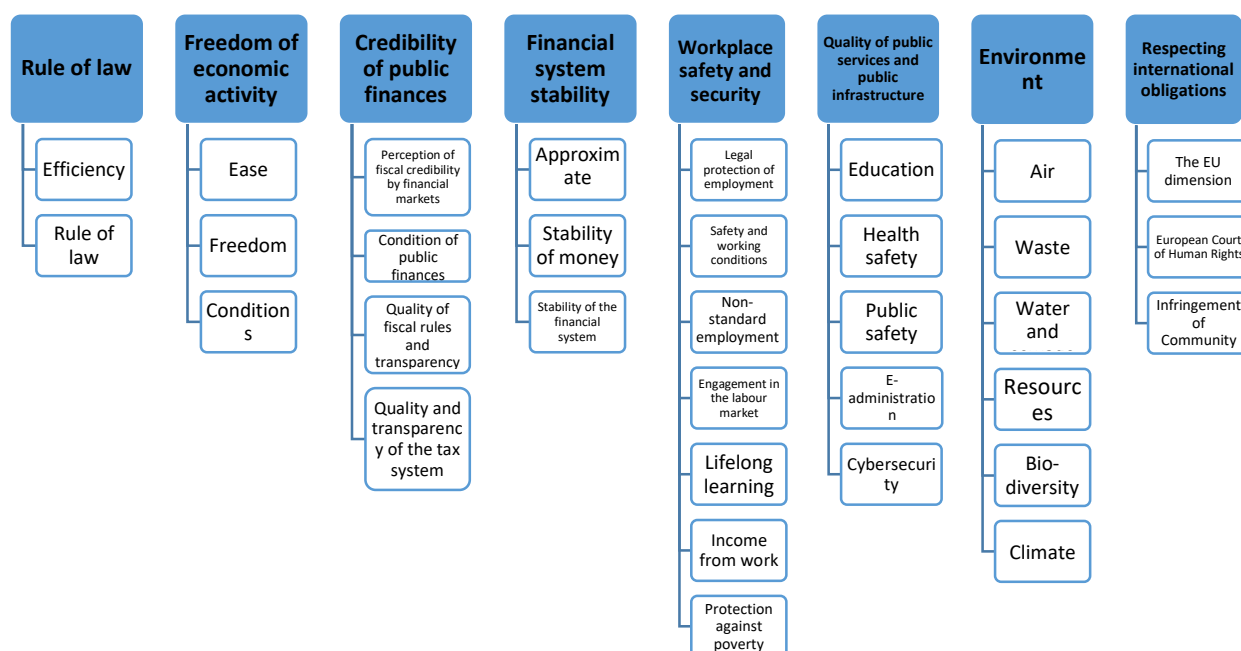 Rule of law
Efficiency
Rule of
law
Freedom of
economic
activity
Ease
Freedom
Condition
s
Credibility
of public
finances
Perception of
fiscal credibility
by financial
markets
Condition of
public
finances
Quality of
fiscal rules
and
transparency
Quality and
transparenc
y of the tax
system
Financial
system
stability
Approxim
ate
Stability
of money
Stability of the
financial
system
Workplace
safety and
security
Legal
protection of
employment
Safety and
working
conditions
Non-
standard
employment
Engagement in
the labour
market
Lifelong
learning
Income
from work
Protection
against
poverty
Quality of public
services and
public
infrastructure
Education
Health
safety
Public
safety
E-
administratio
n
Cybersecuri
ty
Environme
nt
Air
Waste
Water
and
Resourc
es
Bio-
diversity
Climate
Respecting
international
obligations
The EU
dimension
European Court
of Human Rights
Infringement
of
Community